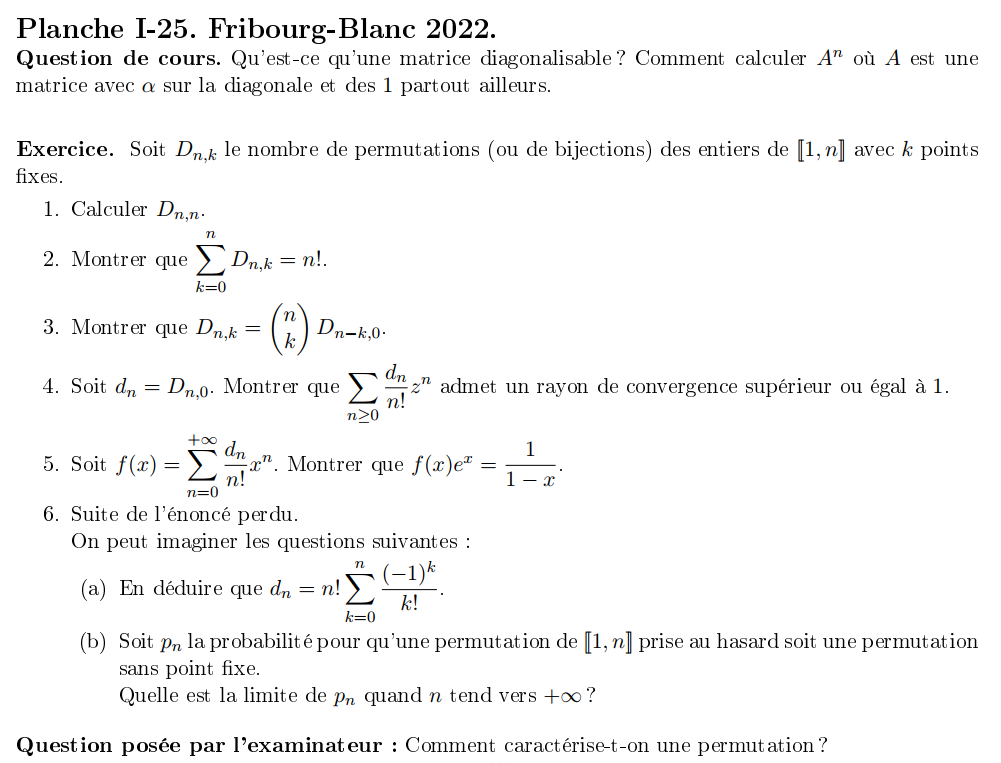 Planche I-25. Fribourg-Blanc 2022.
Question de cours. Qu'est-ce qu'une matrice diagonalisable ? Comment calculer $A^n$ où $A$ est une
matrice avec $\alpha$ sur la diagonale et des 1 partout ailleurs.
Exercice. Soit $D_{n,k}$ le nombre de permutations (ou de bijections) des entiers de $[\![1, n]\!]$ avec $k$ points
fixes.
1. Calculer $D_{n,n}$.
2. Montrer que $\sum_{k=0}^{n} D_{n,k} = n!$.
3. Montrer que $D_{n,k} = \binom{n}{k} D_{n-k,0}$.
4. Soit $d_n = D_{n,0}$. Montrer que $\sum_{n \geq 0} \frac{d_n}{n!} z^n$ admet un rayon de convergence supérieur ou égal à 1.
5. Soit $f(x) = \sum_{n=0}^{+\infty} \frac{d_n}{n!} x^n$. Montrer que $f(x)e^x = \frac{1}{1-x}$.
6. Suite de l'énoncé perdu.
On peut imaginer les questions suivantes :
(a) En déduire que $d_n = n! \sum_{k=0}^{n} \frac{(-1)^k}{k!}$.
(b) Soit $p_n$ la probabilité pour qu'une permutation de $[\![1, n]\!]$ prise au hasard soit une permutation
sans point fixe.
Quelle est la limite de $p_n$ quand $n$ tend vers $+\infty$ ?
Question posée par l'examinateur : Comment caractérise-t-on une permutation ?